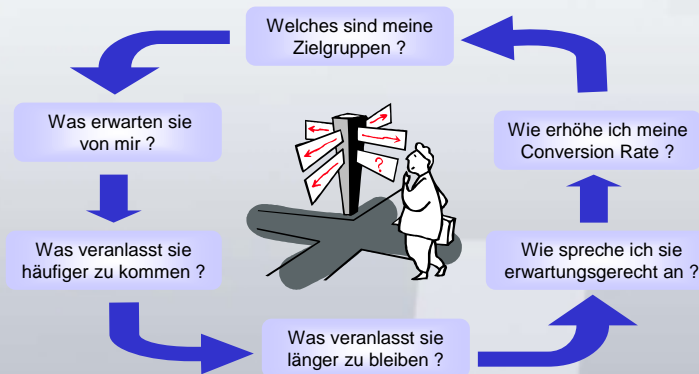 Welches sind meine
Zielgruppen ?
Was erwarten sie
von mir ?
Was veranlasst sie
häufiger zu kommen ?
Was veranlasst sie
länger zu bleiben ?
Wie spreche ich sie
erwartungsgerecht an ?
Wie erhöhe ich meine
Conversion Rate ?
?